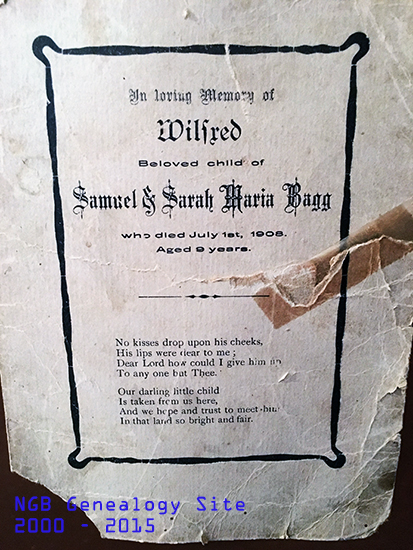 In loving Memory of
Wilfred
Beloved child of
Samuel & Sarah Maria Bagg
who died July 1st, 1908.
Aged 9 years.
No kisses drop upon his cheeks,
His lips were dear to me ;
Dear Lord how could I give him up
To any one but Thee.
Our darling little child
Is taken from us here,
And we hope and trust to meet him
In that land so bright and fair.
NGB Genealogy Site
2000 - 2015